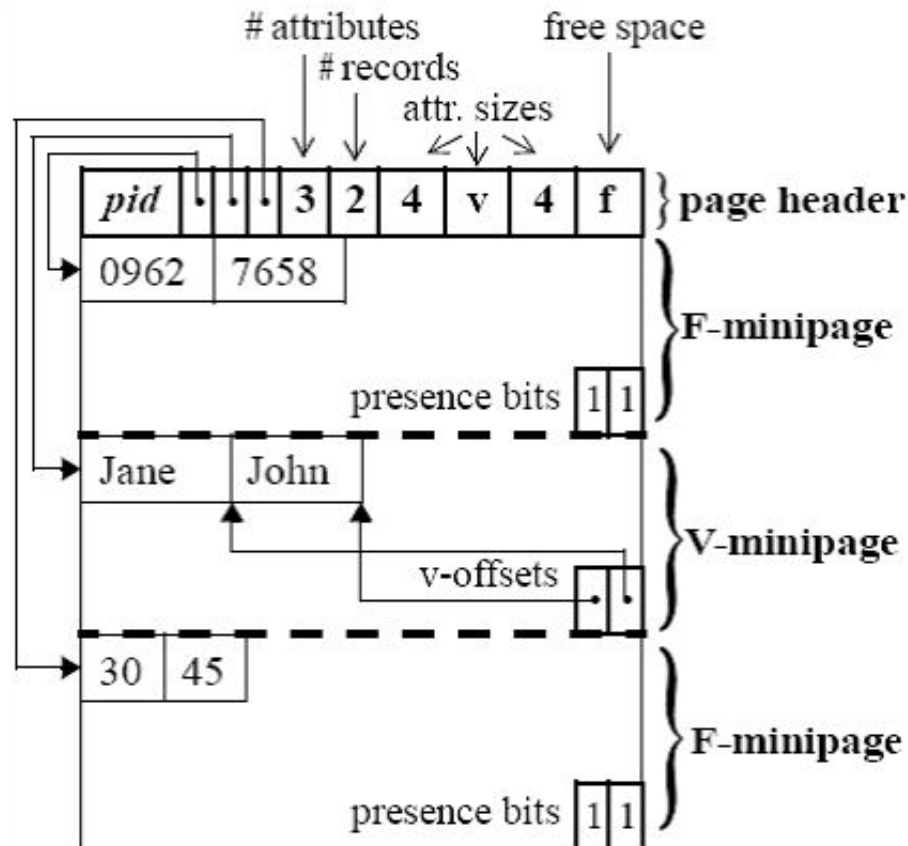 # attributes free space
# records
attr. sizes
pid 3 2 4 v 4 f page header
0962 7658
F-minipage
presence bits 1 1
Jane John
V-minipage
v-offsets
30 45
F-minipage
presence bits 1 1